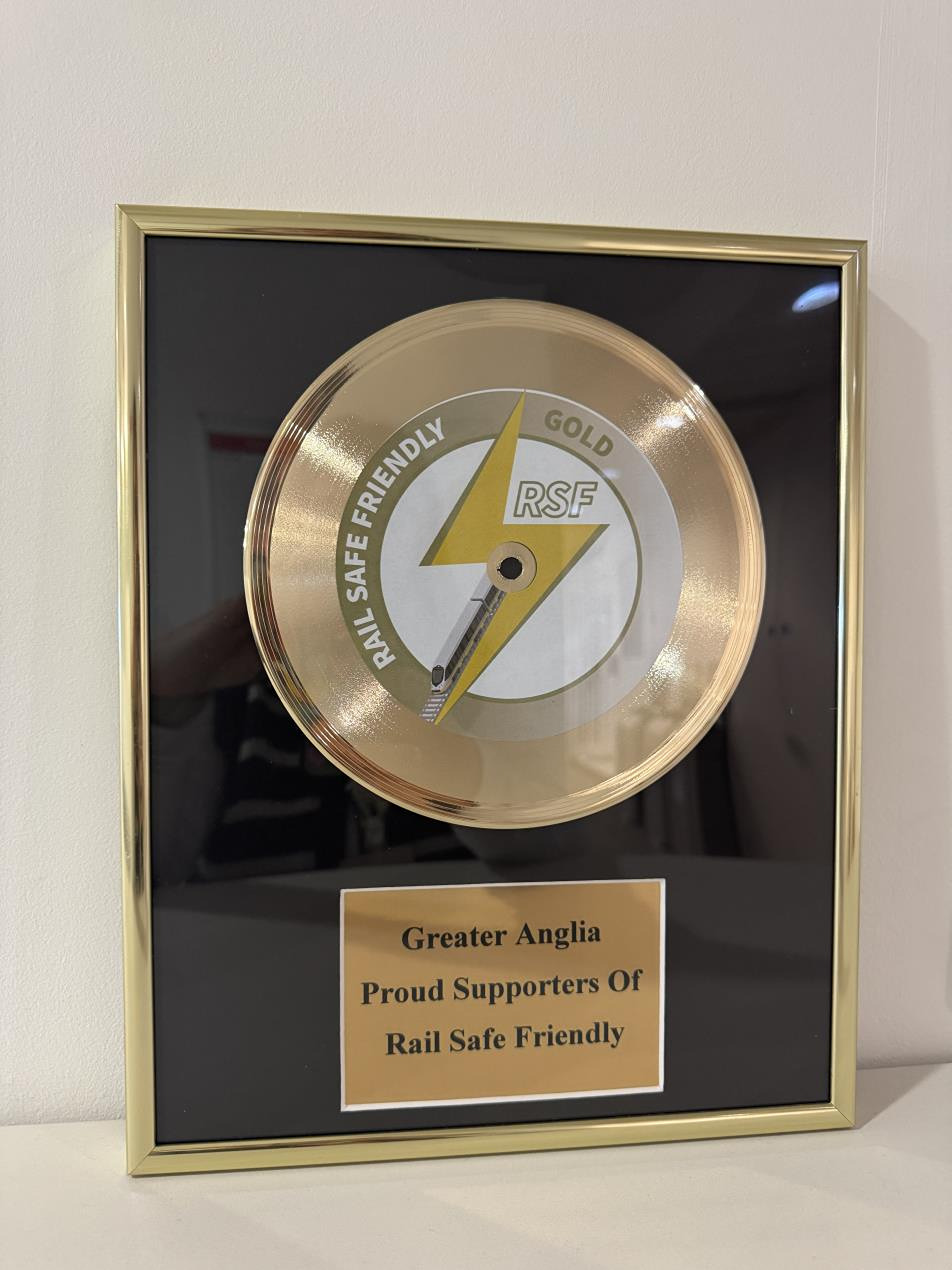 RAIL SAFE FRIENDLY
GOLD
RSF
Greater Anglia
Proud Supporters Of
Rail Safe Friendly